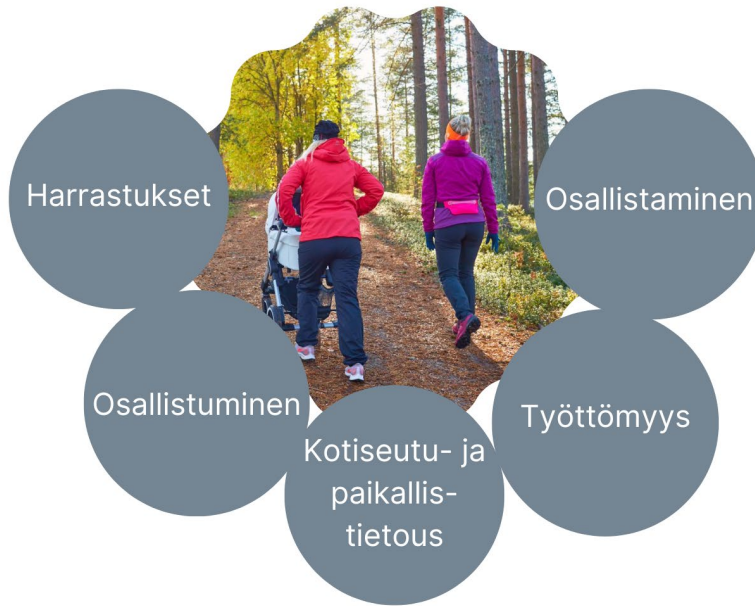 Harrastukset
Osallistaminen
Osallistuminen
Työttömyys
Kotiseutu- ja
paikallis-
tietous